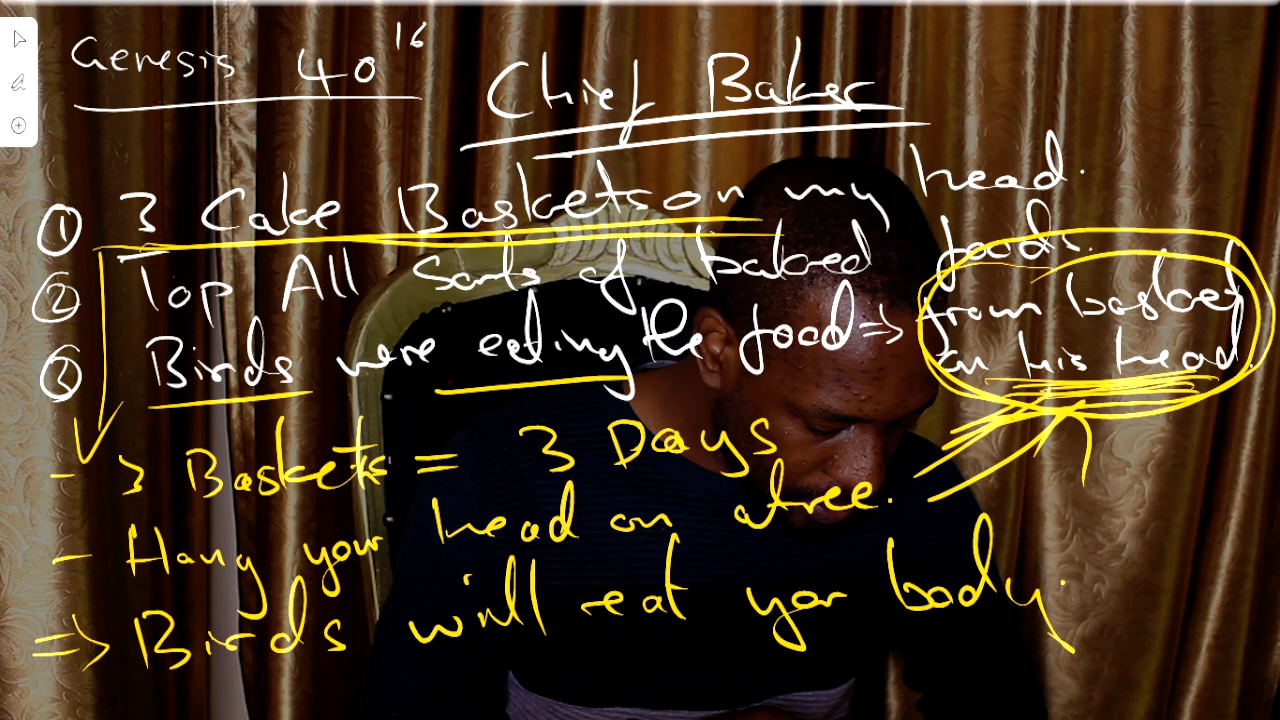 Genesis 40 16
Chief Baker
① 3 Cake Baskets on my head.
② Top All sorts of baked foods.
③ Birds were eating the food => from basket on his head.
- 3 Baskets = 3 Days
- Hang your head on a tree.
=> Birds will eat your body.